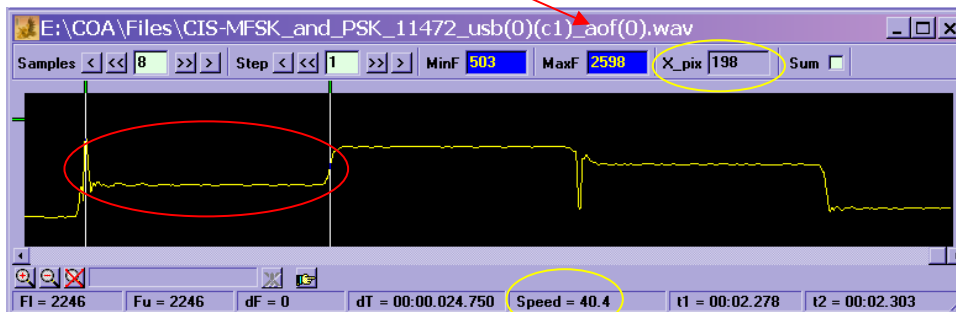 E:\COA\Files\CIS-MFSK_and_PSK_11472_usb(0)(c1)_aof(0).wav
Samples < << 8 >> > Step < << 1 >> > MinF 503 MaxF 2598 X_pix 198 Sum
Fl = 2246 Fu = 2246 dF = 0 dT = 00:00.024.750 Speed = 40.4 t1 = 00:02.278 t2 = 00:02.303